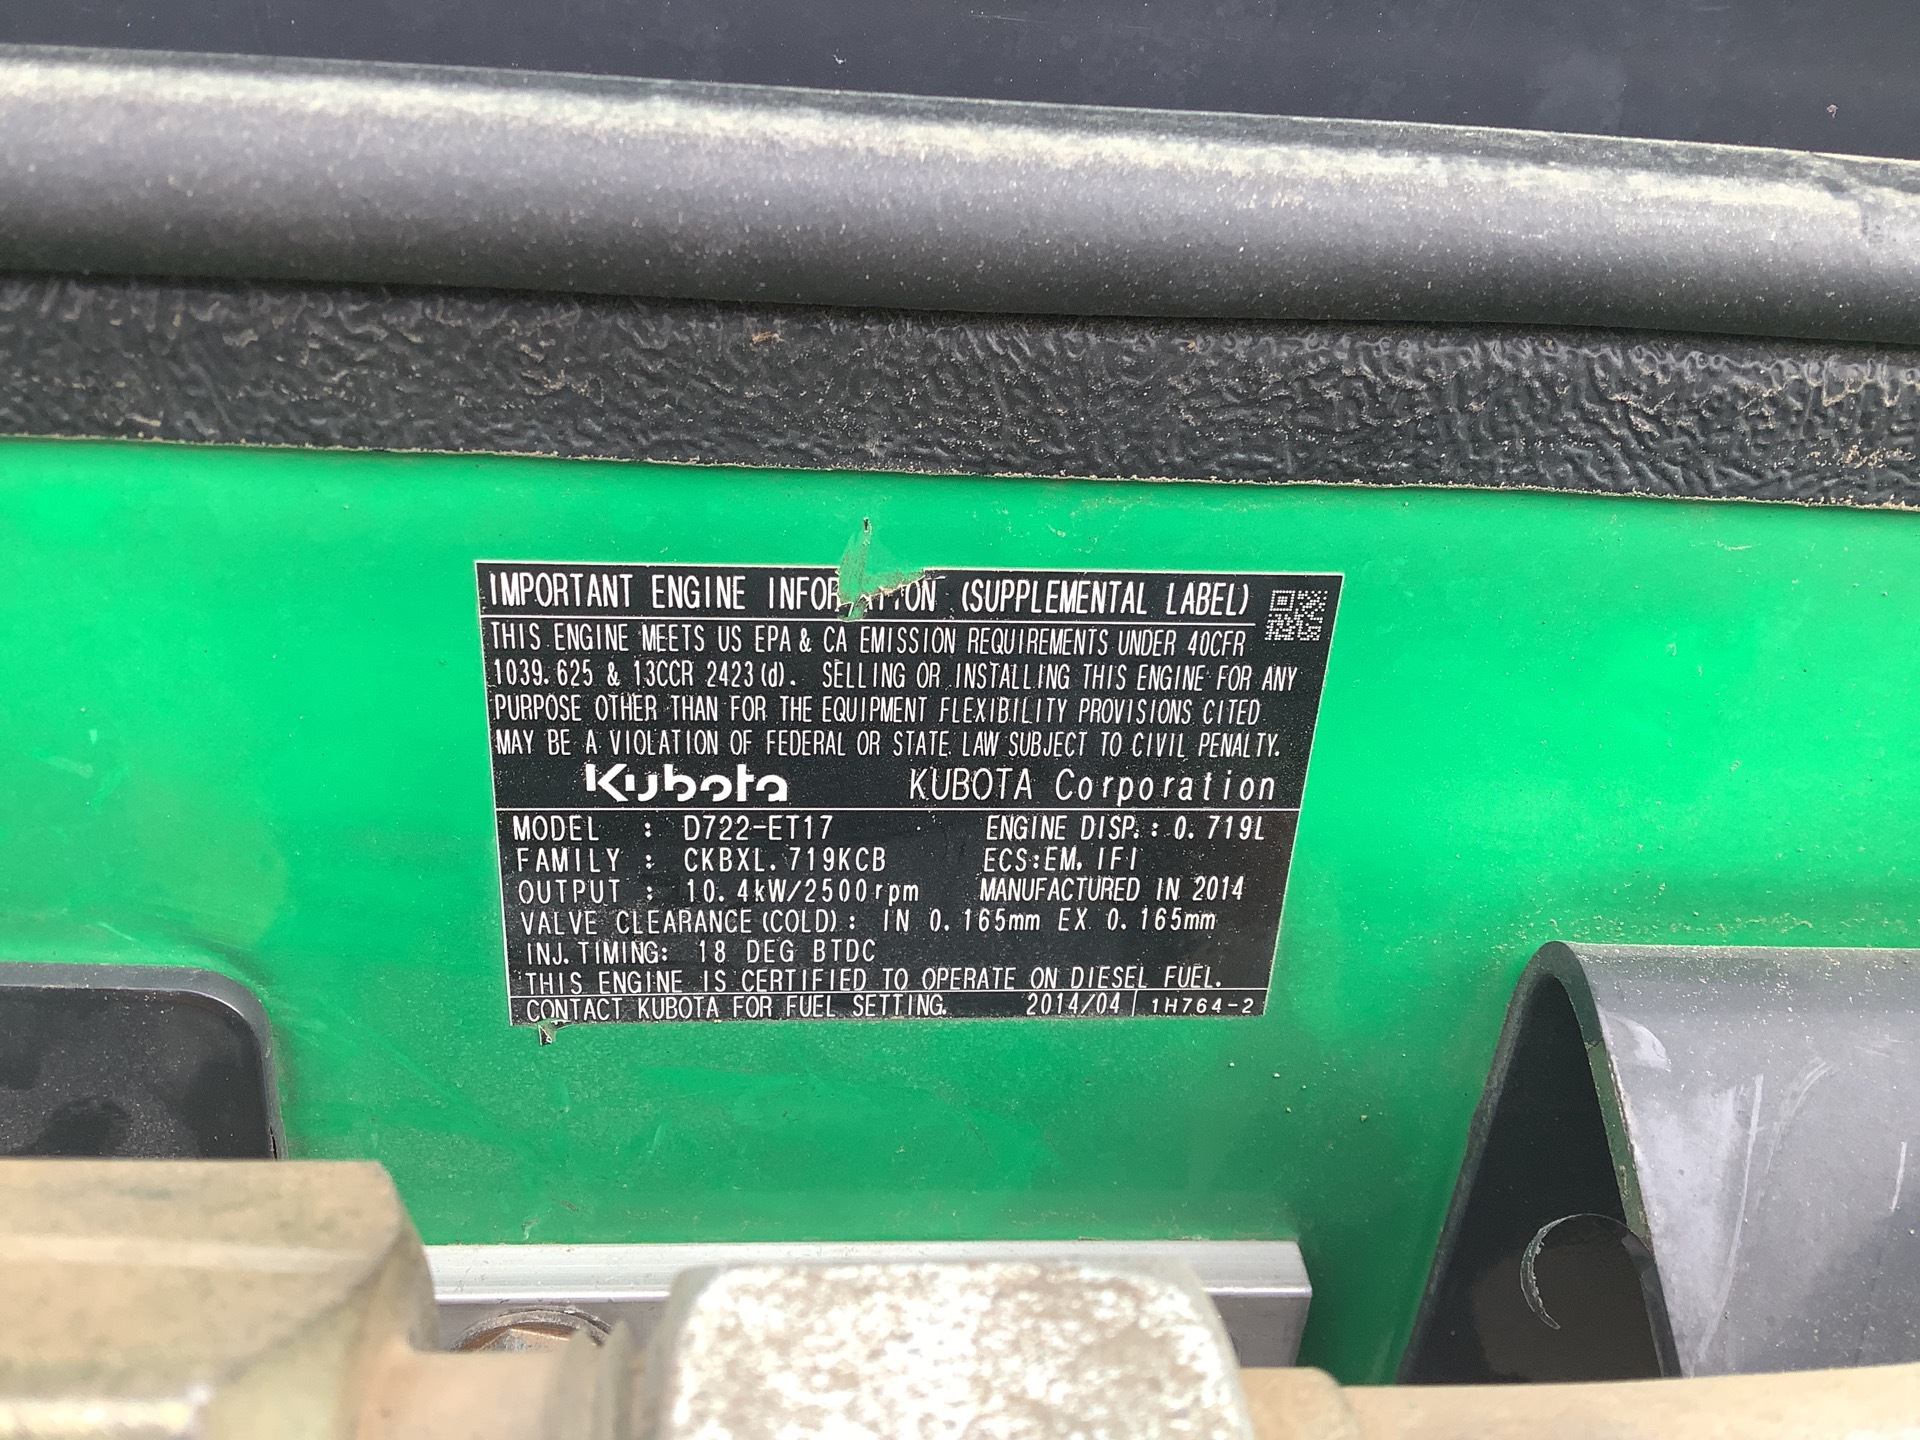 IMPORTANT ENGINE INFORMATION (SUPPLEMENTAL LABEL)
THIS ENGINE MEETS US EPA & CA EMISSION REQUIREMENTS UNDER 40CFR
1039.625 & 13CCR 2423(d). SELLING OR INSTALLING THIS ENGINE FOR ANY
PURPOSE OTHER THAN FOR THE EQUIPMENT FLEXIBILITY PROVISIONS CITED
MAY BE A VIOLATION OF FEDERAL OR STATE LAW SUBJECT TO CIVIL PENALTY.
Kubota KUBOTA Corporation
MODEL : D722-ET17 ENGINE DISP.: 0.719L
FAMILY : CKBXL.719KCB ECS:EM, IFI
OUTPUT : 10.4kW/2500rpm MANUFACTURED IN 2014
VALVE CLEARANCE(COLD): IN 0.165mm EX 0.165mm
INJ.TIMING: 18 DEG BTDC
THIS ENGINE IS CERTIFIED TO OPERATE ON DIESEL FUEL.
CONTACT KUBOTA FOR FUEL SETTING. 2014/04 1H764-2